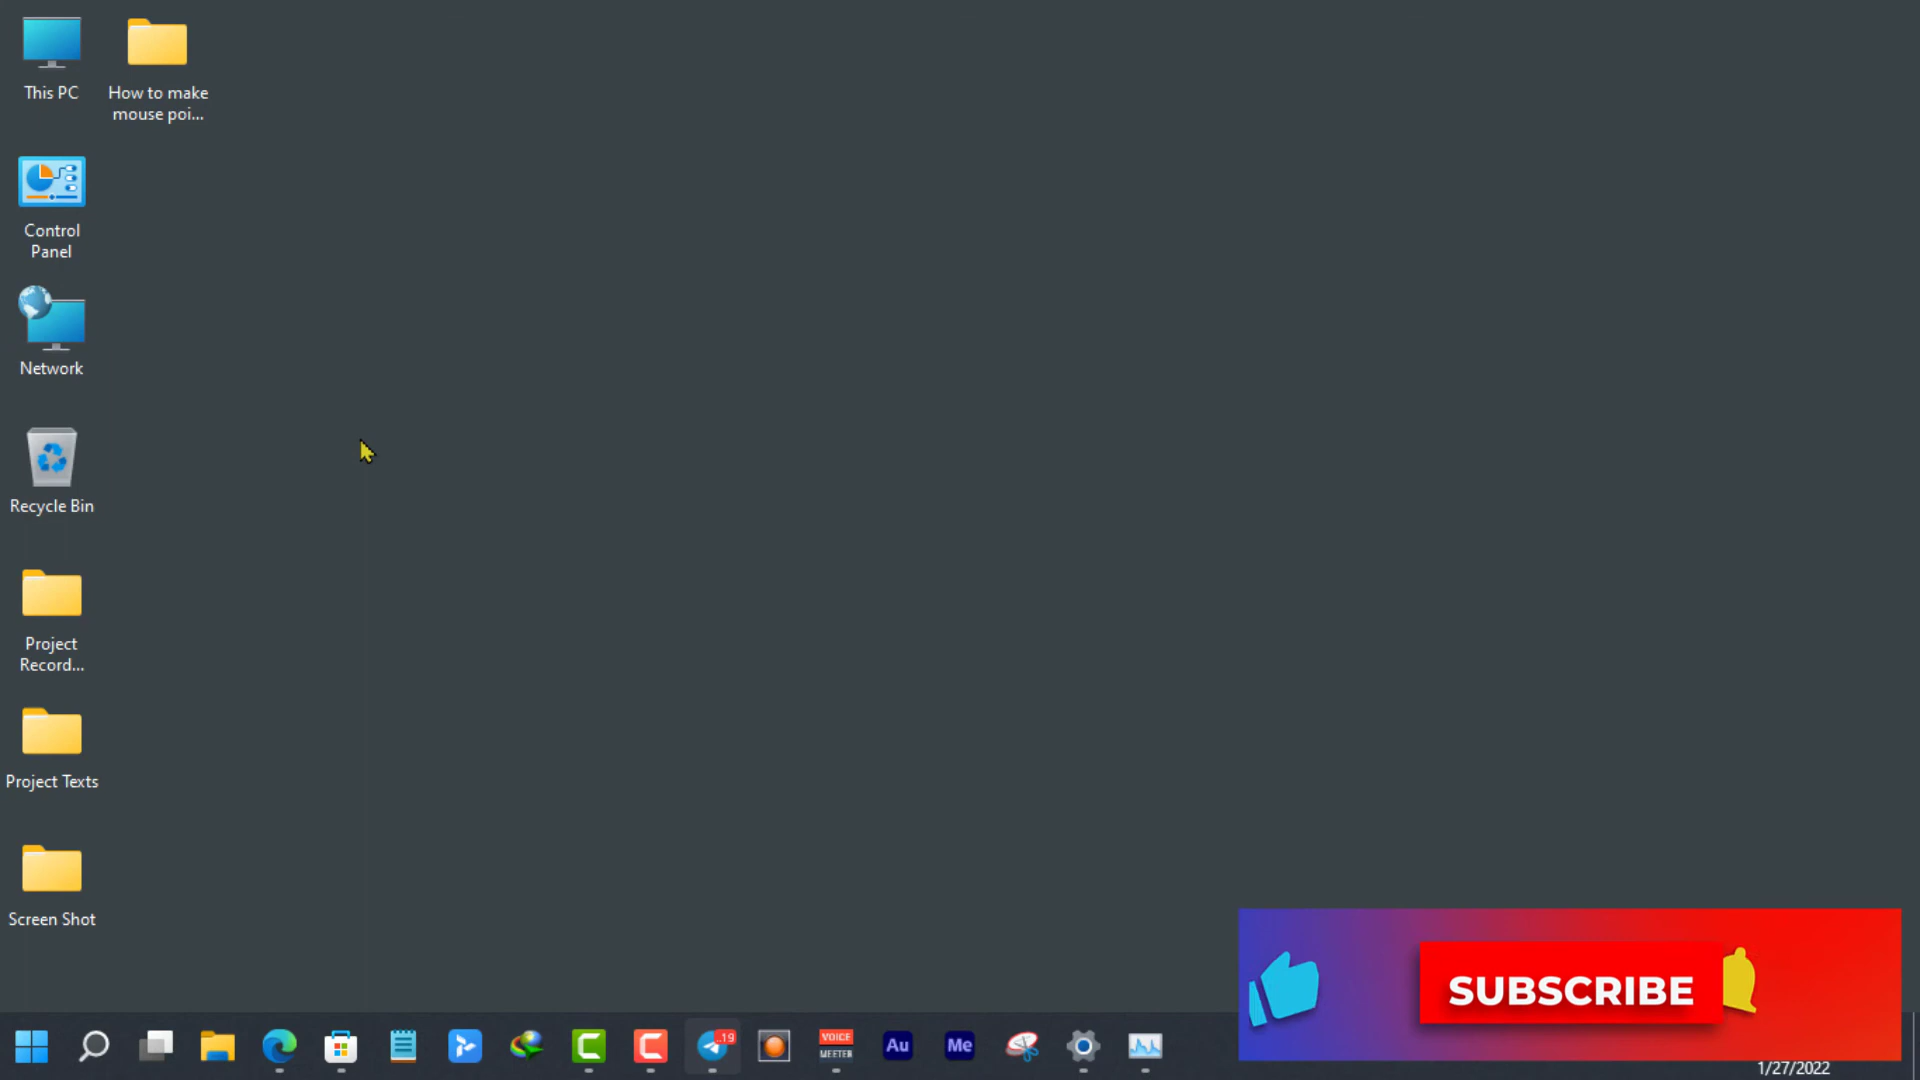 This PC
How to make
mouse poi...
Control
Panel
Network
Recycle Bin
Project
Record...
Project Texts
Screen Shot
SUBSCRIBE
..19
VOICE
MEETER
Au
Me
1/27/2022